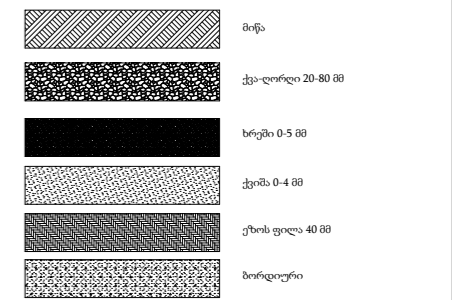 მიწა
ქვა-ღორღი 20-80 მმ
ხრეში 0-5 მმ
ქვიშა 0-4 მმ
ეზოს ფილა 40 მმ
ბორდიური